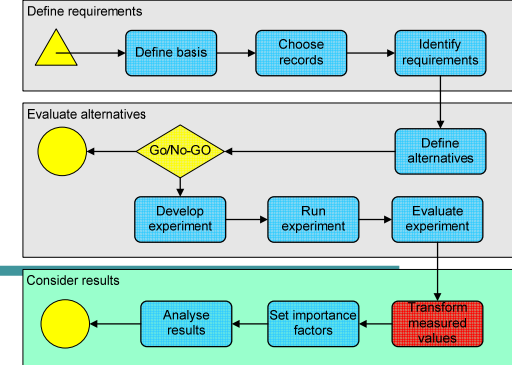 Define requirements
Define basis
Choose
records
Identify
requirements
Evaluate alternatives
Go/No-GO
Define
alternatives
Develop
experiment
Run
experiment
Evaluate
experiment
Consider results
Analyse
results
Set importance
factors
Transform
measured
values